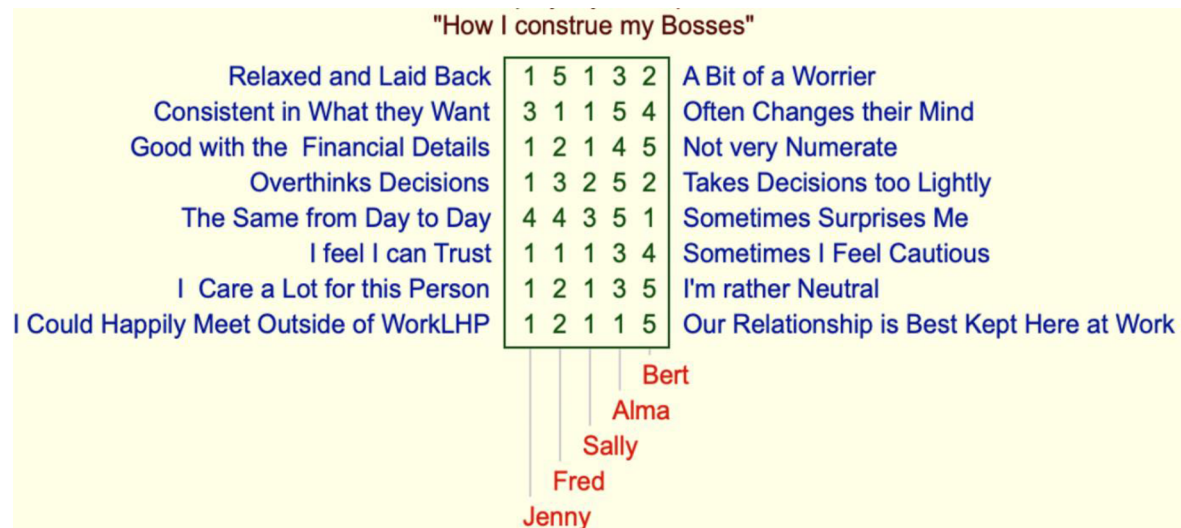 "How I construe my Bosses"
Relaxed and Laid Back 1 5 1 3 2 A Bit of a Worrier
Consistent in What they Want 3 1 1 5 4 Often Changes their Mind
Good with the Financial Details 1 2 1 4 5 Not very Numerate
Overthinks Decisions 1 3 2 5 2 Takes Decisions too Lightly
The Same from Day to Day 4 4 3 5 1 Sometimes Surprises Me
I feel I can Trust 1 1 1 3 4 Sometimes I Feel Cautious
I Care a Lot for this Person 1 2 1 3 5 I'm rather Neutral
I Could Happily Meet Outside of WorkLHP 1 2 1 1 5 Our Relationship is Best Kept Here at Work
Bert
Alma
Sally
Fred
Jenny